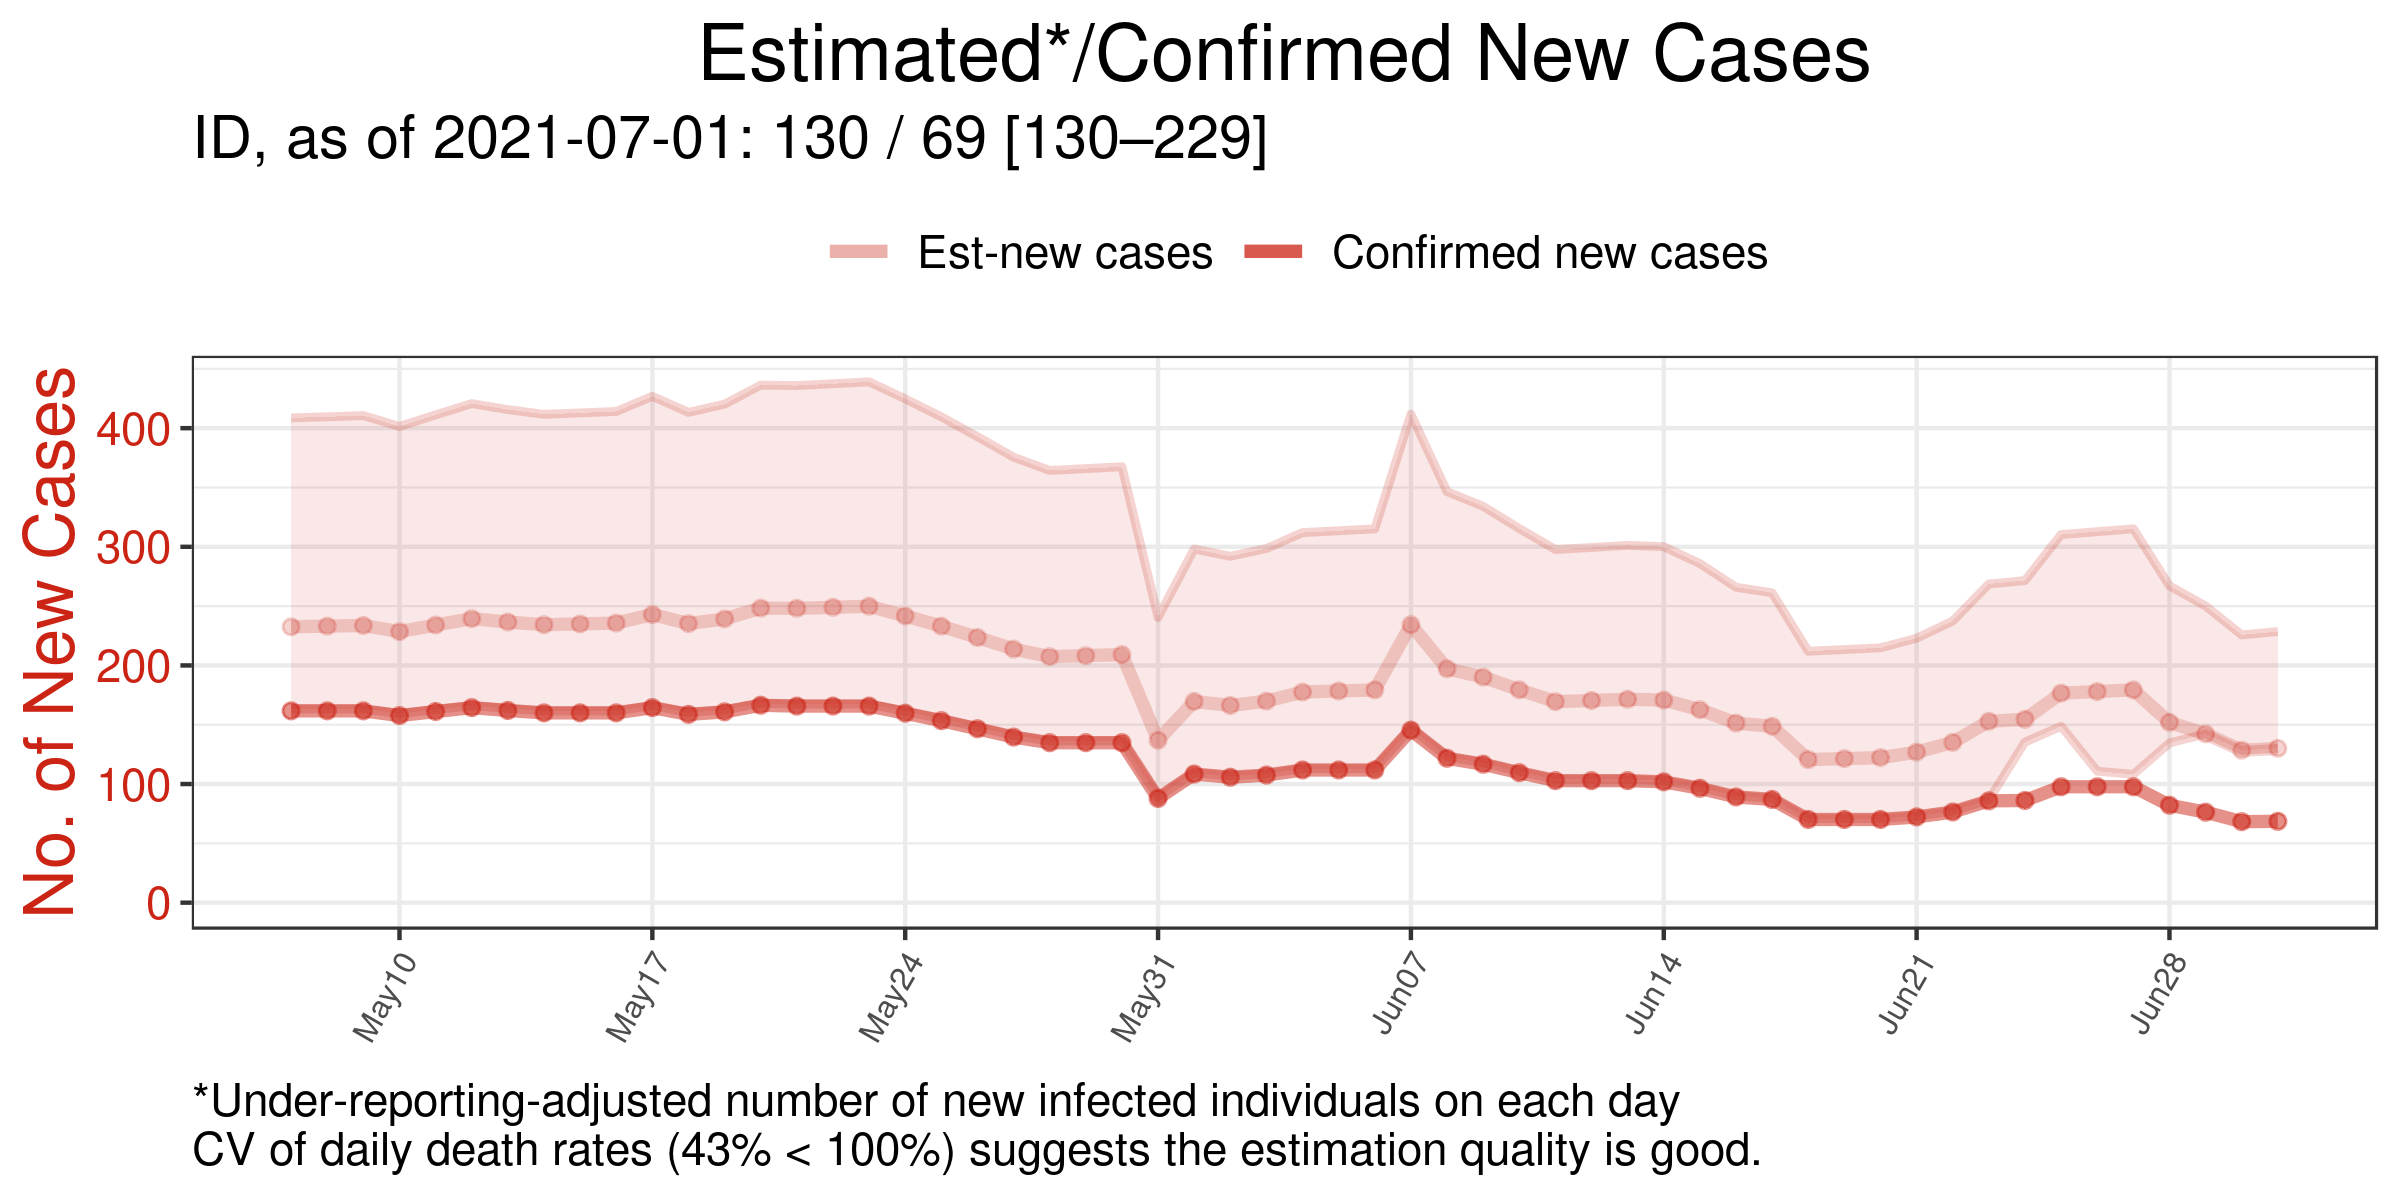 Estimated*/Confirmed New Cases
ID, as of 2021-07-01: 130 / 69 [130–229]
Est-new cases
Confirmed new cases
No. of New Cases
400
300
200
100
0
May10
May17
May24
May31
Jun07
Jun14
Jun21
Jun28
*Under-reporting-adjusted number of new infected individuals on each day
CV of daily death rates (43% < 100%) suggests the estimation quality is good.